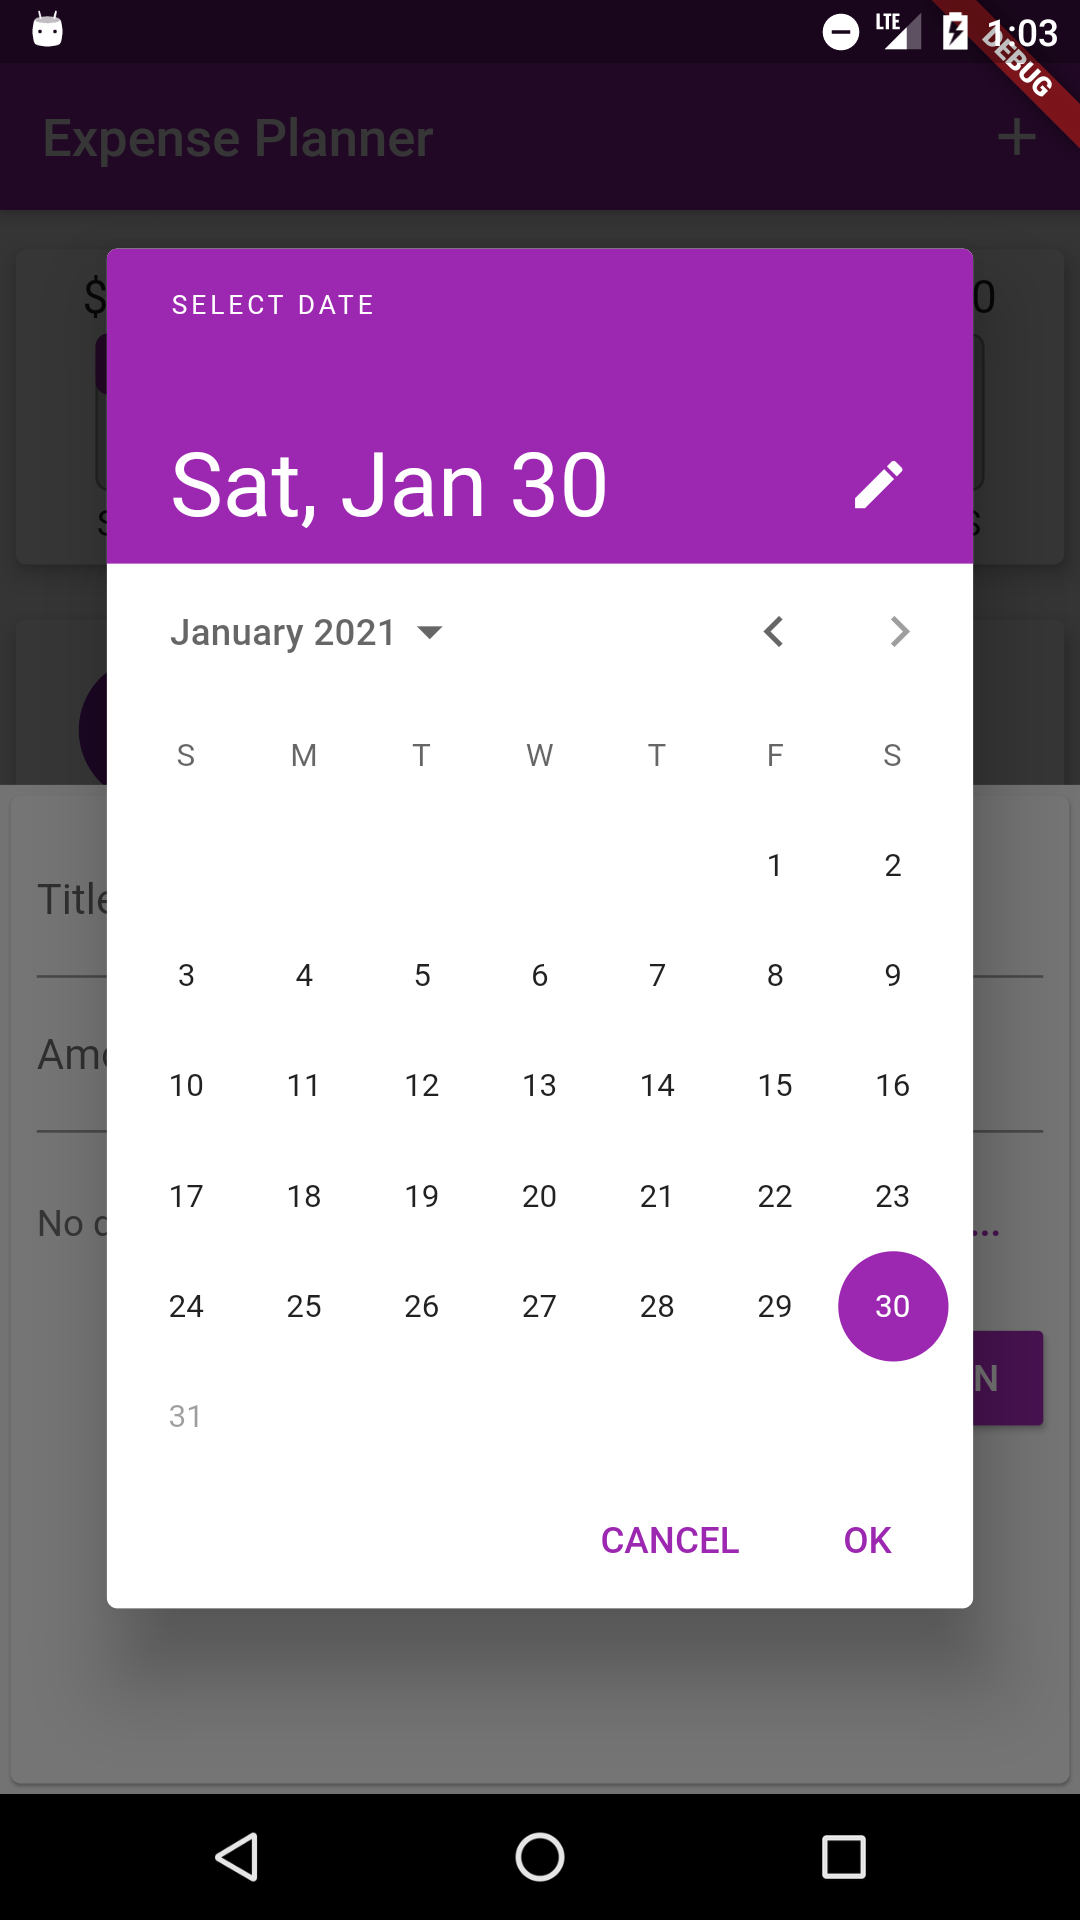 LTE 1:03
DEBUG
Expense Planner
$
0
SELECT DATE
Sat, Jan 30
January 2021
S M T W T F S
1 2
3 4 5 6 7 8 9
10 11 12 13 14 15 16
17 18 19 20 21 22 23
24 25 26 27 28 29 30
31
Title
No
...
N
CANCEL OK